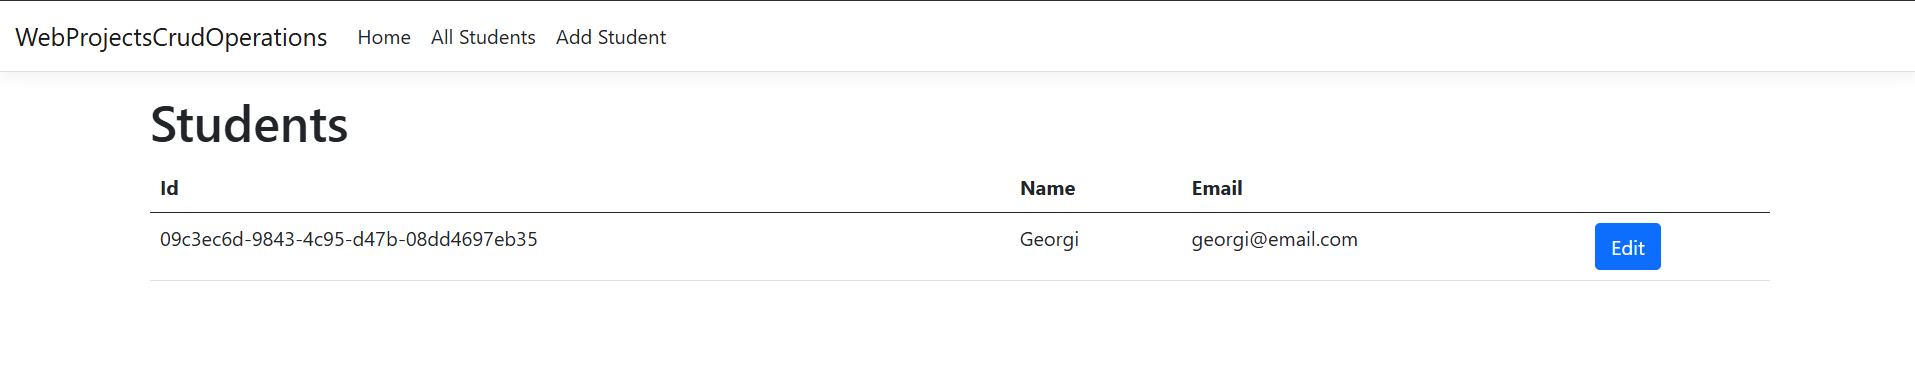 WebProjectsCrudOperations Home All Students Add Student
Students
Id Name Email
09c3ec6d-9843-4c95-d47b-08dd4697eb35 Georgi georgi@email.com Edit